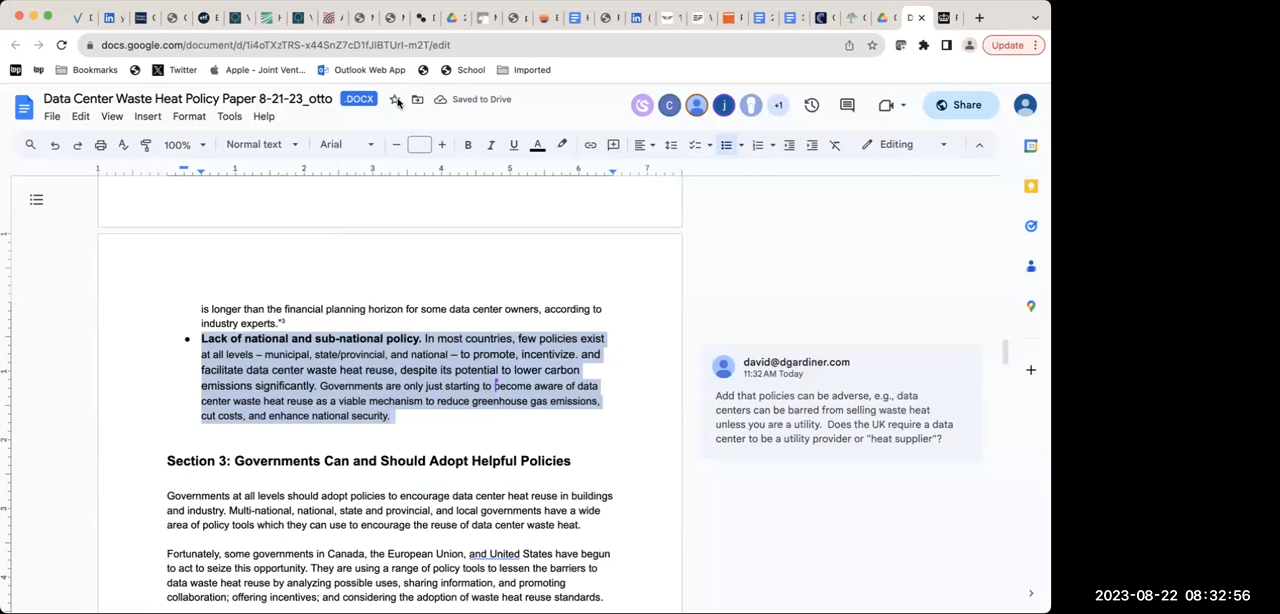 docs.google.com/document/d/1i4oTXzTRS-x44SnZ7cD1fJIBTUrI-m2T/edit
Update
Bookmarks
Twitter
Apple - Joint Vent...
Outlook Web App
School
Imported
Data Center Waste Heat Policy Paper 8-21-23_otto
.DOCX
Saved to Drive
C
j
+1
Share
File Edit View Insert Format Tools Help
100%
Normal text
Arial
Editing
1 1 2 3 4 5 6 7
is longer than the financial planning horizon for some data center owners, according to
industry experts."3
● Lack of national and sub-national policy. In most countries, few policies exist
at all levels – municipal, state/provincial, and national – to promote, incentivize. and
facilitate data center waste heat reuse, despite its potential to lower carbon
emissions significantly. Governments are only just starting to become aware of data
center waste heat reuse as a viable mechanism to reduce greenhouse gas emissions,
cut costs, and enhance national security.
Section 3: Governments Can and Should Adopt Helpful Policies
Governments at all levels should adopt policies to encourage data center heat reuse in buildings
and industry. Multi-national, national, state and provincial, and local governments have a wide
area of policy tools which they can use to encourage the reuse of data center waste heat.
Fortunately, some governments in Canada, the European Union, and United States have begun
to act to seize this opportunity. They are using a range of policy tools to lessen the barriers to
data waste heat reuse by analyzing possible uses, sharing information, and promoting
collaboration; offering incentives; and considering the adoption of waste heat reuse standards.
david@dgardiner.com
11:32 AM Today
Add that policies can be adverse, e.g., data
centers can be barred from selling waste heat
unless you are a utility. Does the UK require a data
center to be a utility provider or "heat supplier"?
2023-08-22 08:32:56